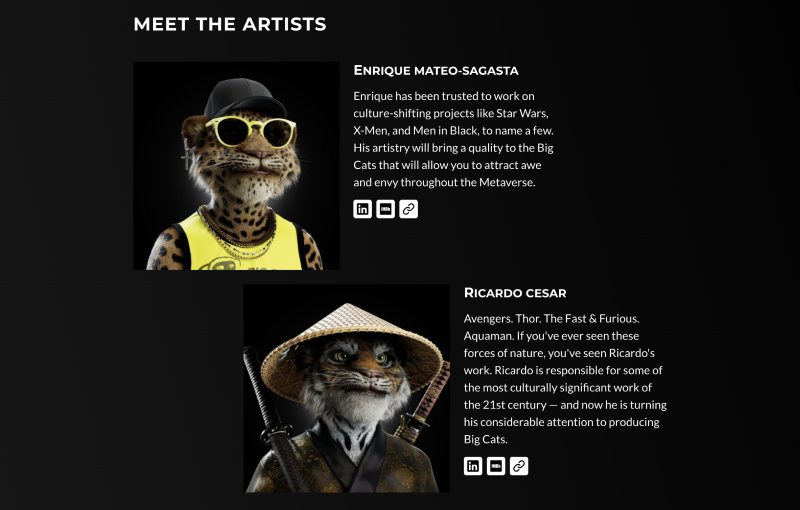 MEET THE ARTISTS
ENRIQUE MATEO-SAGASTA
Enrique has been trusted to work on
culture-shifting projects like Star Wars,
X-Men, and Men in Black, to name a few.
His artistry will bring a quality to the Big
Cats that will allow you to attract awe
and envy throughout the Metaverse.
in
RICARDO CESAR
Avengers. Thor. The Fast & Furious.
Aquaman. If you've ever seen these
forces of nature, you've seen Ricardo's
work. Ricardo is responsible for some of
the most culturally significant work of
the 21st century — and now he is turning
his considerable attention to producing
Big Cats.
in